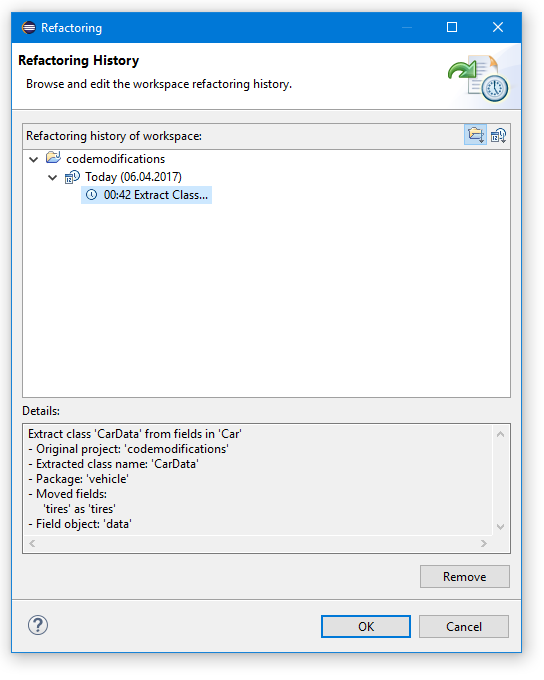 Refactoring
Refactoring History
Browse and edit the workspace refactoring history.
Refactoring history of workspace:
codemodifications
Today (06.04.2017)
00:42 Extract Class...
Details:
Extract class 'CarData' from fields in 'Car'
- Original project: 'codemodifications'
- Extracted class name: 'CarData'
- Package: 'vehicle'
- Moved fields:
'tires' as 'tires'
- Field object: 'data'
Remove
OK
Cancel